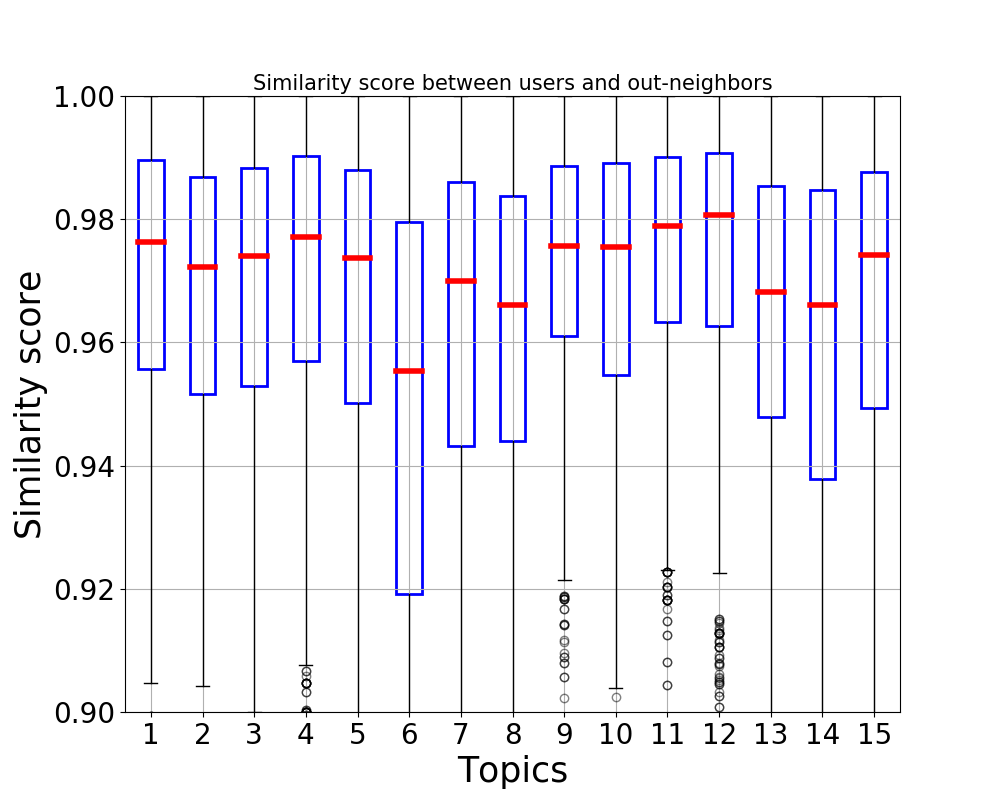 Similarity score between users and out-neighbors
1.00
0.98
0.96
0.94
0.92
0.90
Similarity score
1 2 3 4 5 6 7 8 9 10 11 12 13 14 15
Topics